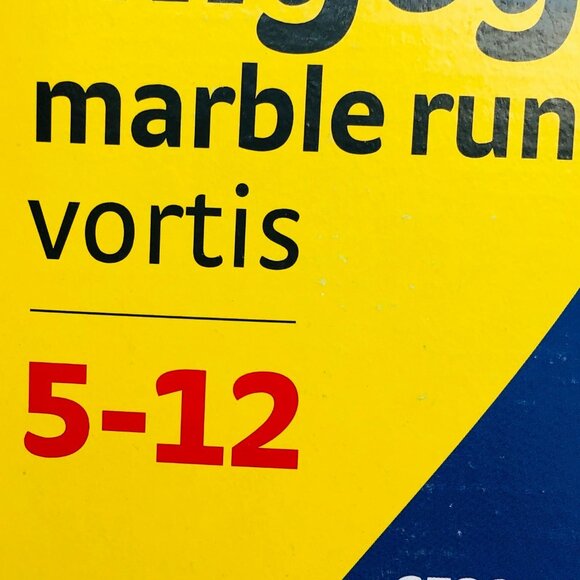 marble run
vortis
5-12